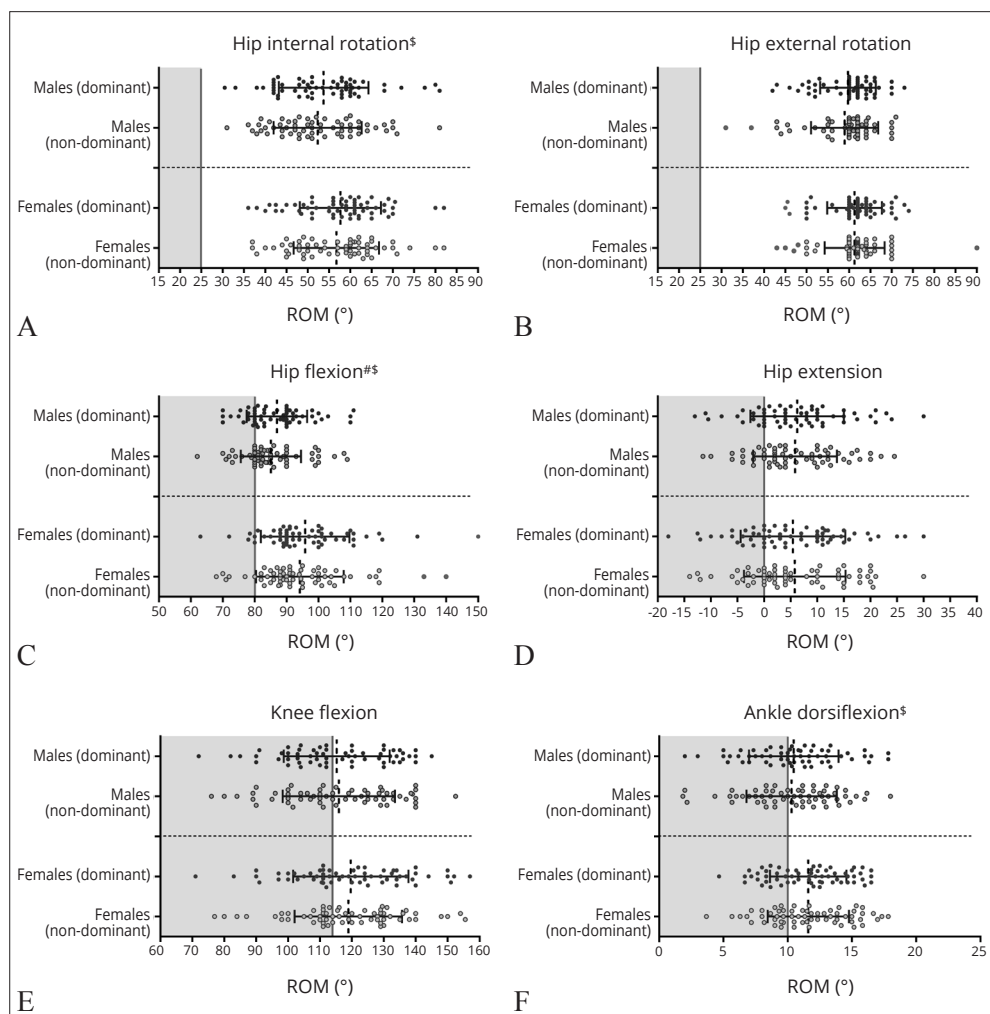 Hip internal rotation$
Males (dominant)
Males
(non-dominant)
Females (dominant)
Females
(non-dominant)
15 20 25 30 35 40 45 50 55 60 65 70 75 80 85 90
ROM (°)
A
Hip external rotation
Males (dominant)
Males
(non-dominant)
Females (dominant)
Females
(non-dominant)
15 20 25 30 35 40 45 50 55 60 65 70 75 80 85 90
ROM (°)
B
Hip flexion#$
Males (dominant)
Males
(non-dominant)
Females (dominant)
Females
(non-dominant)
50 60 70 80 90 100 110 120 130 140 150
ROM (°)
C
Hip extension
Males (dominant)
Males
(non-dominant)
Females (dominant)
Females
(non-dominant)
-20 -15 -10 -5 0 5 10 15 20 25 30 35 40
ROM (°)
D
Knee flexion
Males (dominant)
Males
(non-dominant)
Females (dominant)
Females
(non-dominant)
60 70 80 90 100 110 120 130 140 150 160
ROM (°)
E
Ankle dorsiflexion$
Males (dominant)
Males
(non-dominant)
Females (dominant)
Females
(non-dominant)
0 5 10 15 20 25
ROM (°)
F